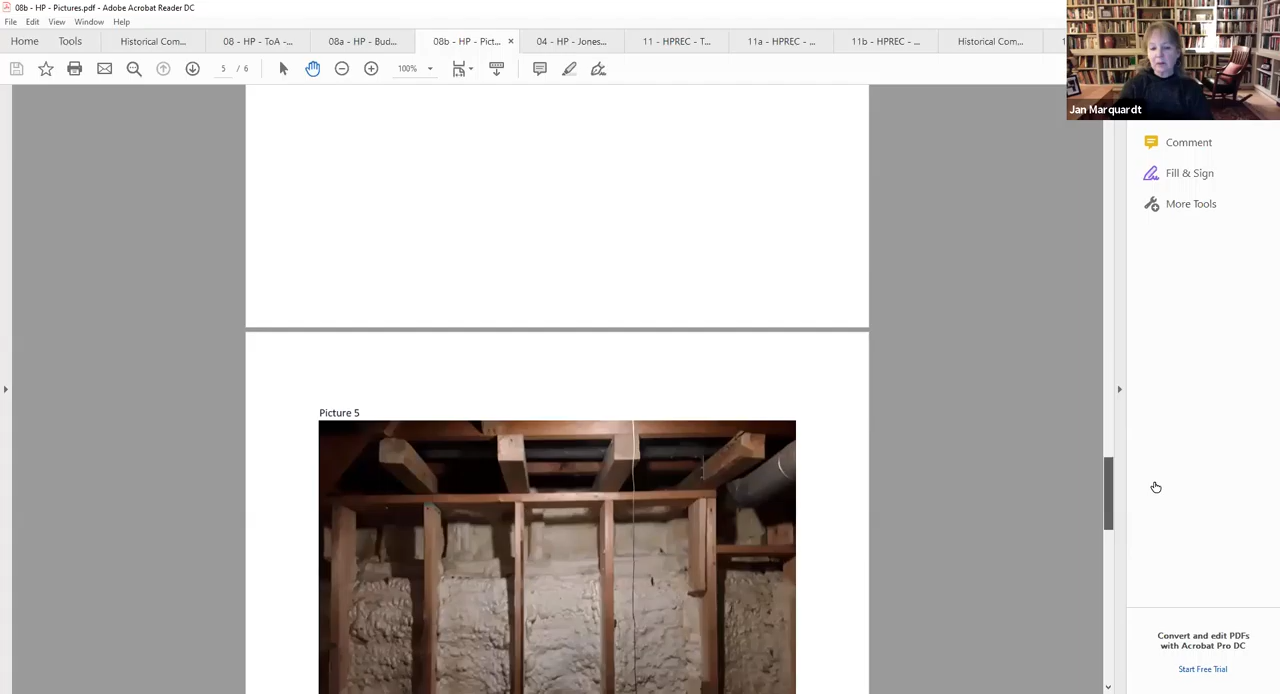 08b - HP - Pictures.pdf - Adobe Acrobat Reader DC
File Edit View Window Help
Home Tools Historical Com... 08 - HP - ToA -... 08a - HP - Bud... 08b - HP - Pict... × 04 - HP - Jones... 11 - HPREC - T... 11a - HPREC - ... 11b - HPREC - ... Historical Com... 1
5 / 6 100%
Jan Marquardt
Comment
Fill & Sign
More Tools
Picture 5
Convert and edit PDFs
with Acrobat Pro DC
Start Free Trial